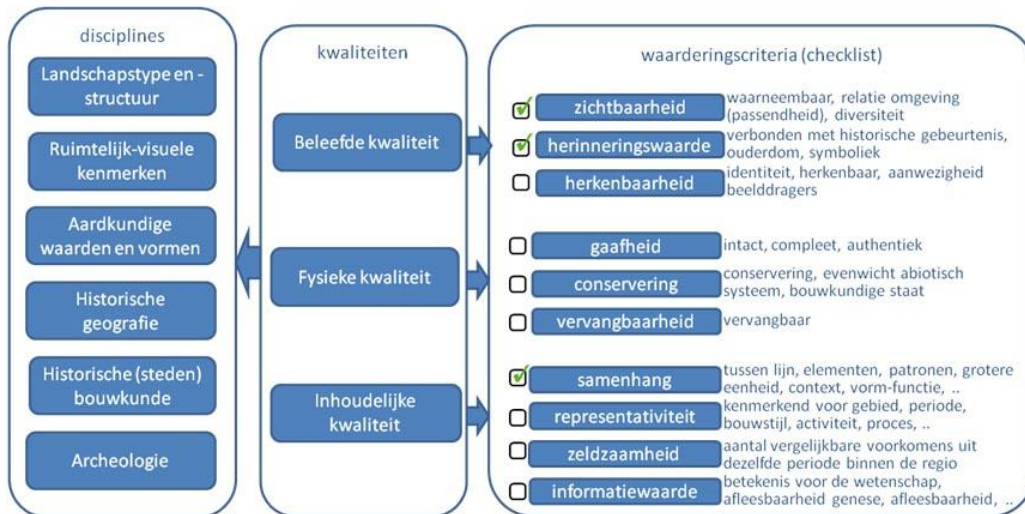 disciplines
Landschapstype en -
structuur
Ruimtelijk-visuele
kenmerken
Aardkundige
waarden en vormen
Historische
geografie
Historische (steden)
bouwkunde
Archeologie
kwaliteiten
Beleefde kwaliteit
Fysieke kwaliteit
Inhoudelijke
kwaliteit
waarderingscriteria (checklist)
zichtbaarheid
waarneembaar, relatie omgeving
(passendheid), diversiteit
herinneringswaarde
verbonden met historische gebeurtenis,
ouderdom, symboliek
herkenbaarheid
identiteit, herkenbaar, aanwezigheid
beelddragers
gaafheid
intact, compleet, authentiek
conservering
conservering, evenwicht abiotisch
systeem, bouwkundige staat
vervangbaarheid
vervangbaar
samenhang
tussen lijn, elementen, patronen, grotere
eenheid, context, vorm-functie, ..
representativiteit
kenmerkend voor gebied, periode,
bouwstijl, activiteit, proces, ..
zeldzaamheid
aantal vergelijkbare voorkomens uit
dezelfde periode binnen de regio
informatiewaarde
betekenis voor de wetenschap,
afleesbaarheid genese, afleesbaarheid, ..